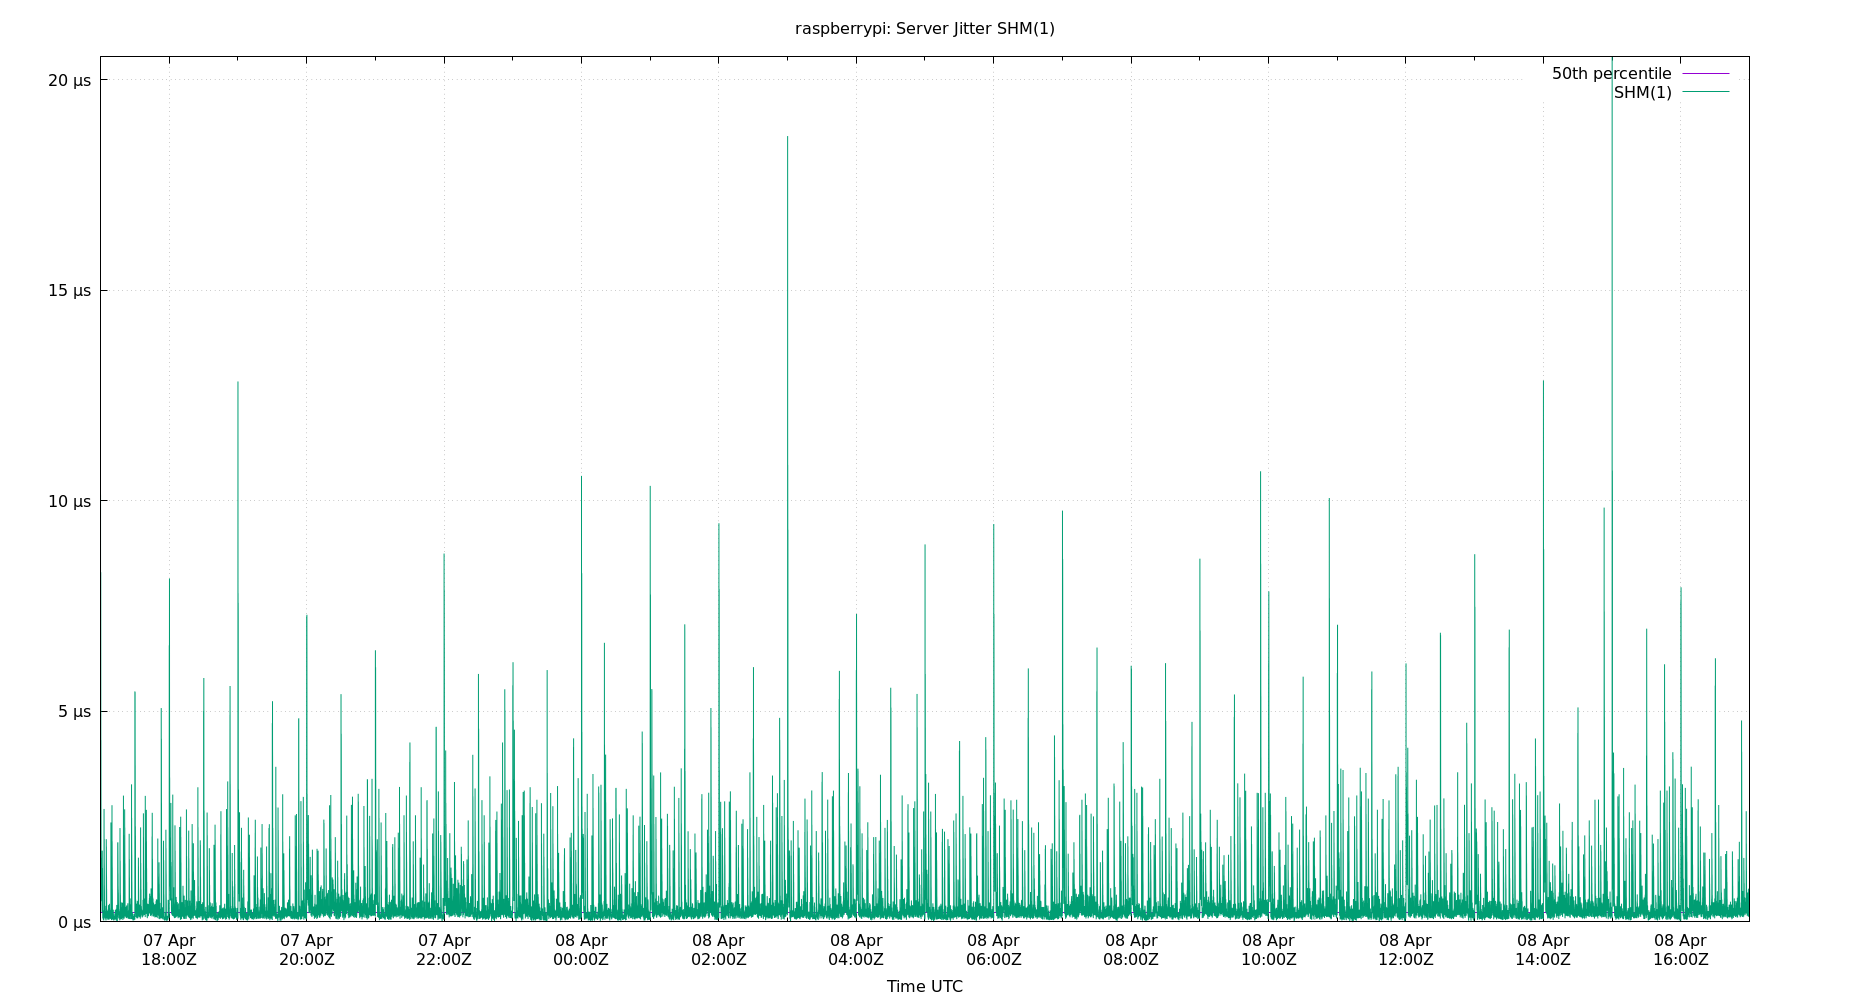 raspberrypi: Server Jitter SHM(1)
50th percentile
SHM(1)
20 µs
15 µs
10 µs
5 µs
0 µs
07 Apr 07 Apr 07 Apr 08 Apr 08 Apr 08 Apr 08 Apr 08 Apr 08 Apr 08 Apr 08 Apr 08 Apr
18:00Z 20:00Z 22:00Z 00:00Z 02:00Z 04:00Z 06:00Z 08:00Z 10:00Z 12:00Z 14:00Z 16:00Z
Time UTC